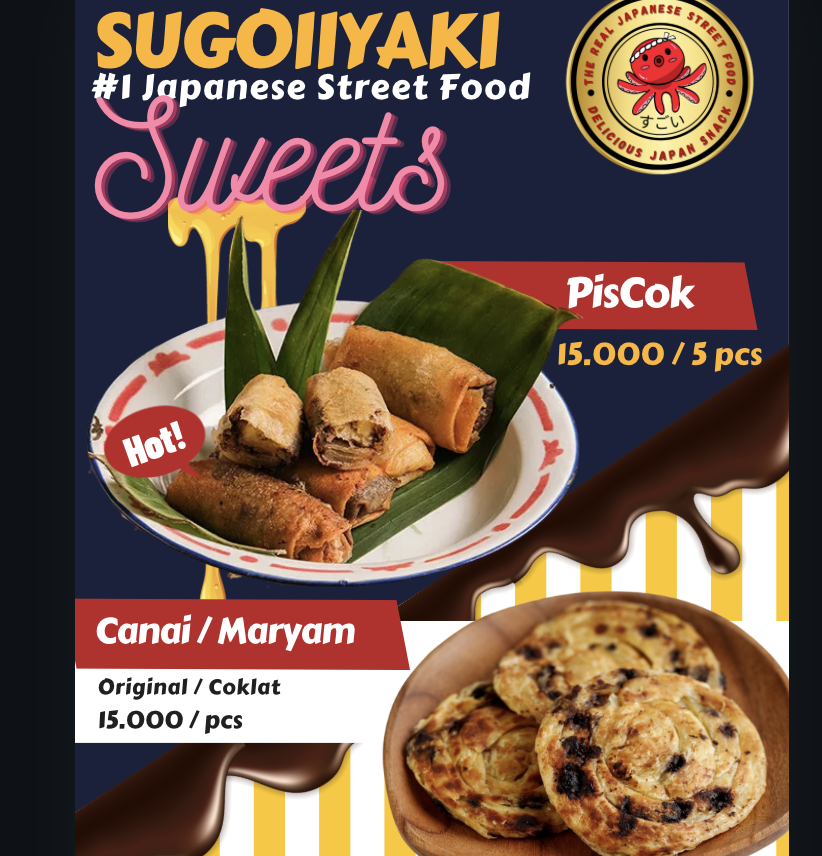 SUGOIIYAKI
#1 Japanese Street Food
Sweets
THE REAL JAPANESE STREET FOOD
すごい
DELICIOUS JAPAN SNACK
PisCok
15.000 / 5 pcs
Hot!
Canai / Maryam
Original / Coklat
15.000 / pcs